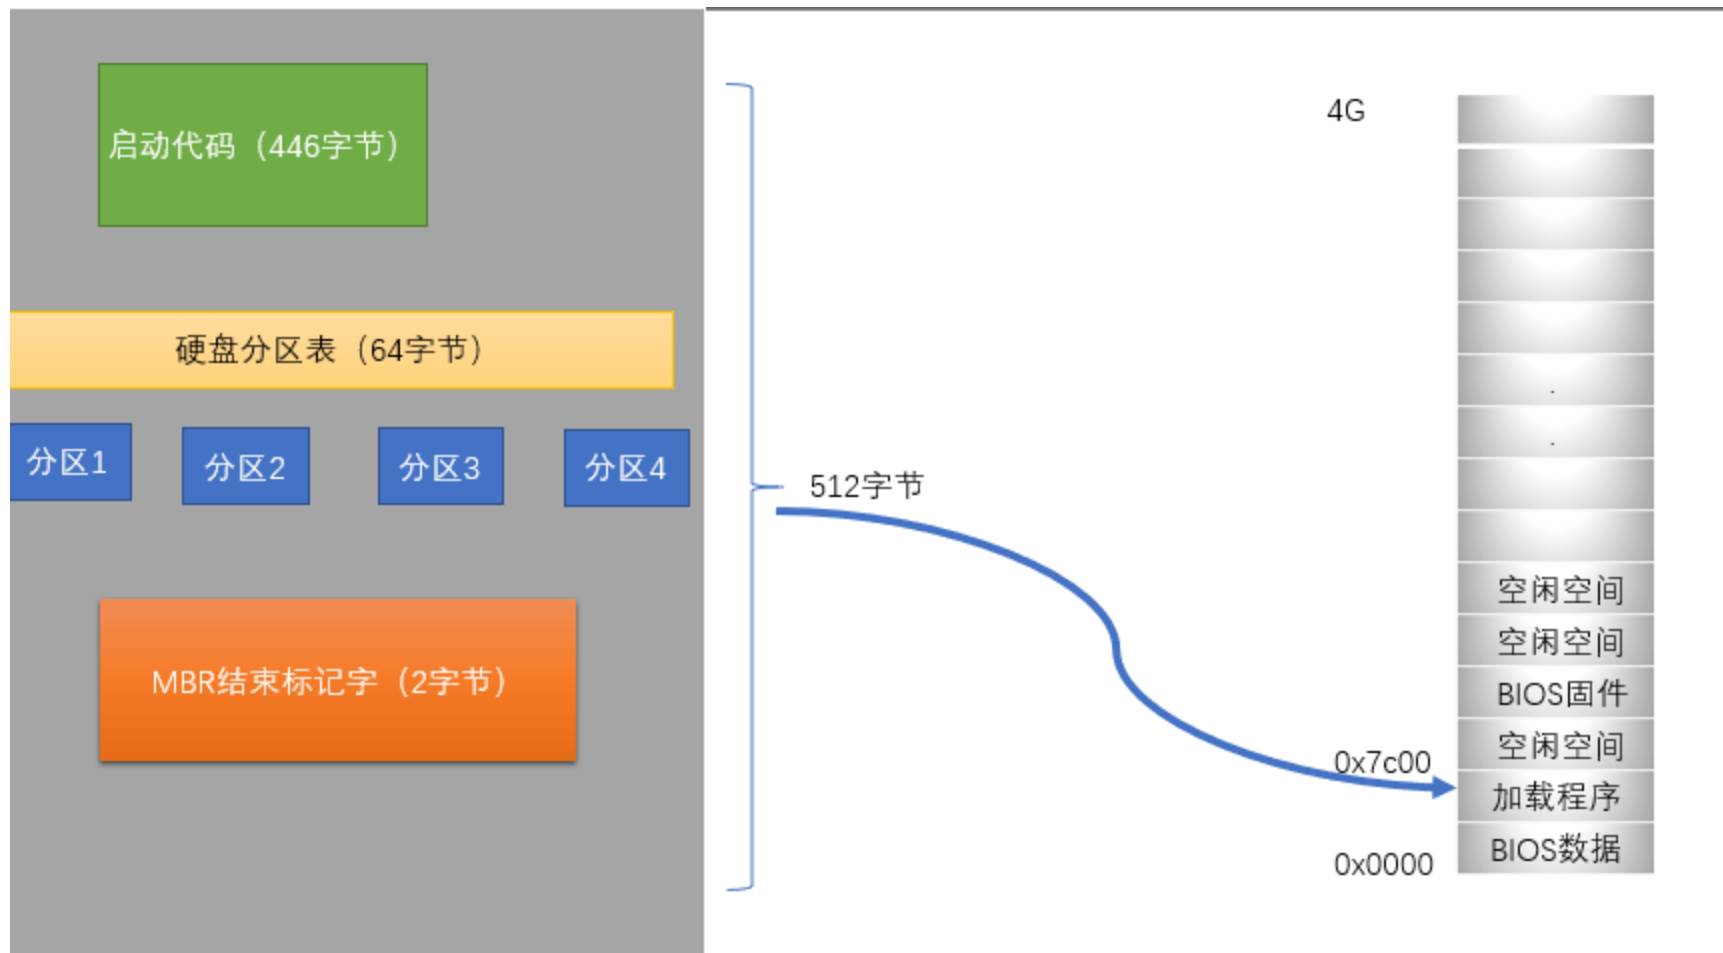 启动代码（446字节）
硬盘分区表（64字节）
分区1
分区2
分区3
分区4
MBR结束标记字（2字节）
512字节
4G
.
.
空闲空间
空闲空间
BIOS固件
空闲空间
0x7c00
加载程序
BIOS数据
0x0000